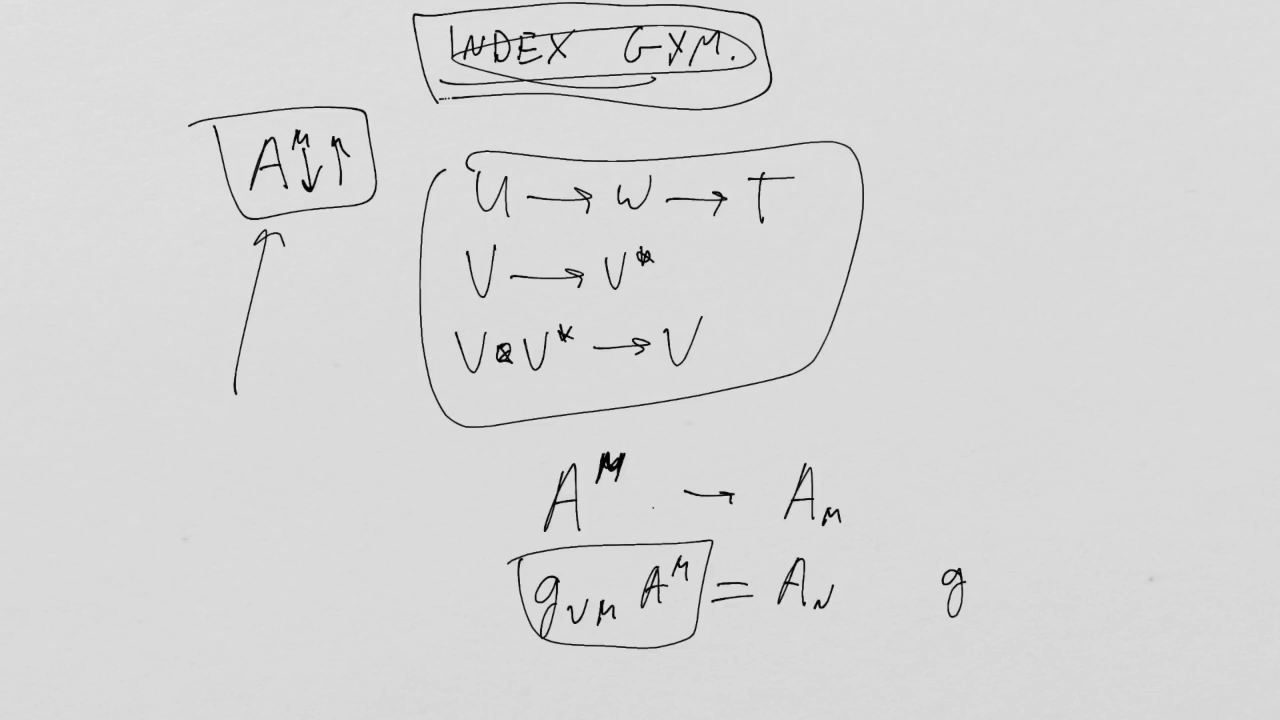 INDEX GYM.
A^μ↓↑
U → W → T
V → V*
V⊗V* → V
A^μ → A_μ
g_νμ A^μ = A_ν g